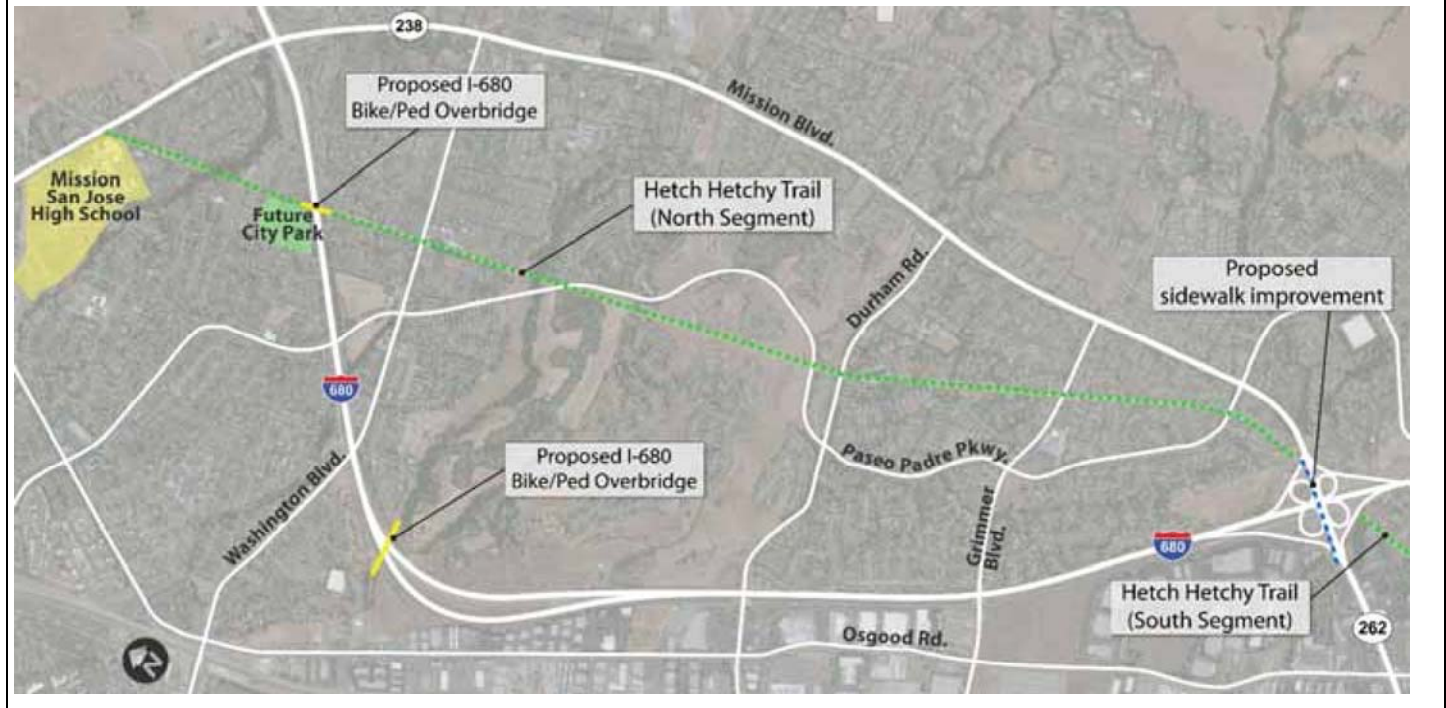 238
Proposed I-680
Bike/Ped Overbridge
Mission Blvd.
Mission
San Jose
High School
Hetch Hetchy Trail
(North Segment)
Future
City Park
Durham Rd.
Proposed
sidewalk improvement
680
Proposed I-680
Bike/Ped Overbridge
Paseo Padre Pkwy.
Washington Blvd.
Grimmer
Blvd.
680
Hetch Hetchy Trail
(South Segment)
Osgood Rd.
262
N